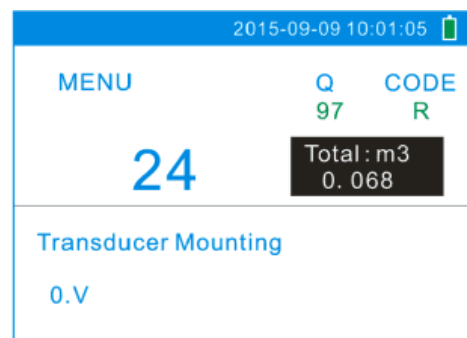 2015-09-09 10:01:05
MENU Q CODE
97 R
24 Total : m3
0. 068
Transducer Mounting
0.V